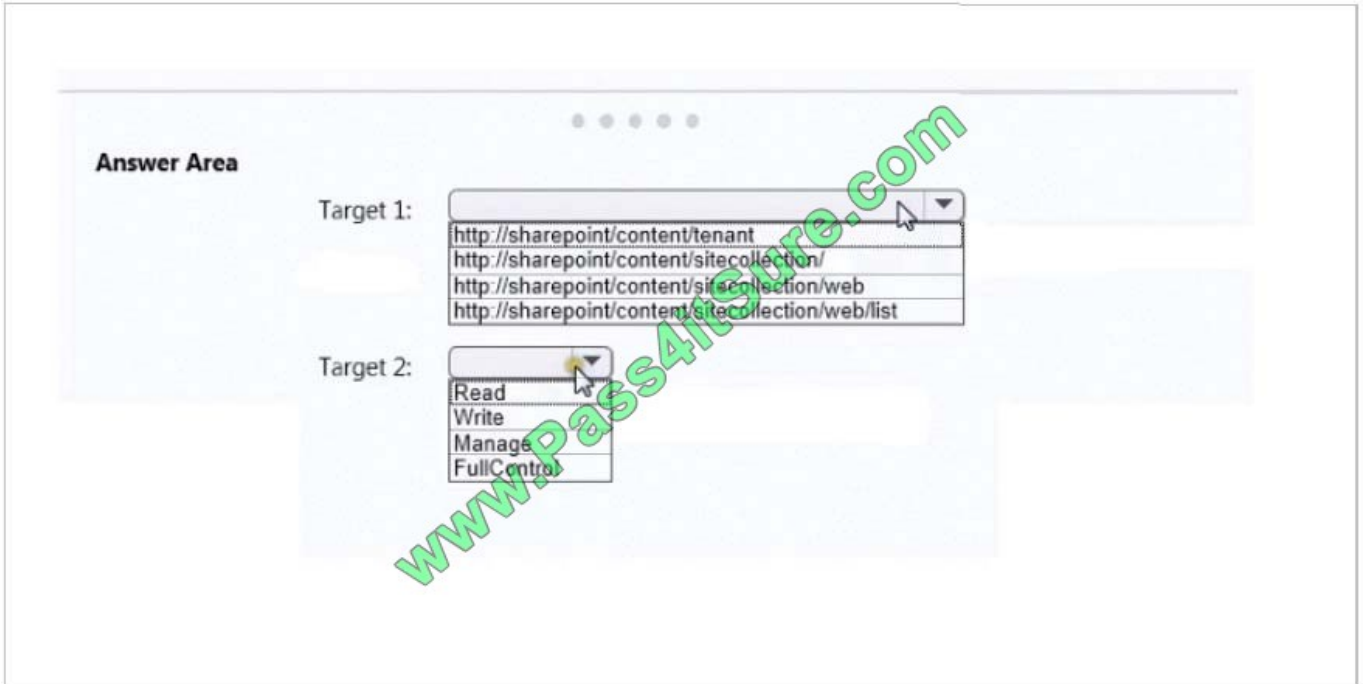 Answer Area
Target 1:
http://sharepoint/content/tenant
http://sharepoint/content/sitecollection/
http://sharepoint/content/sitecollection/web
http://sharepoint/content/sitecollection/web/list
Target 2:
Read
Write
Manage
FullControl
www.Pass4itSure.com